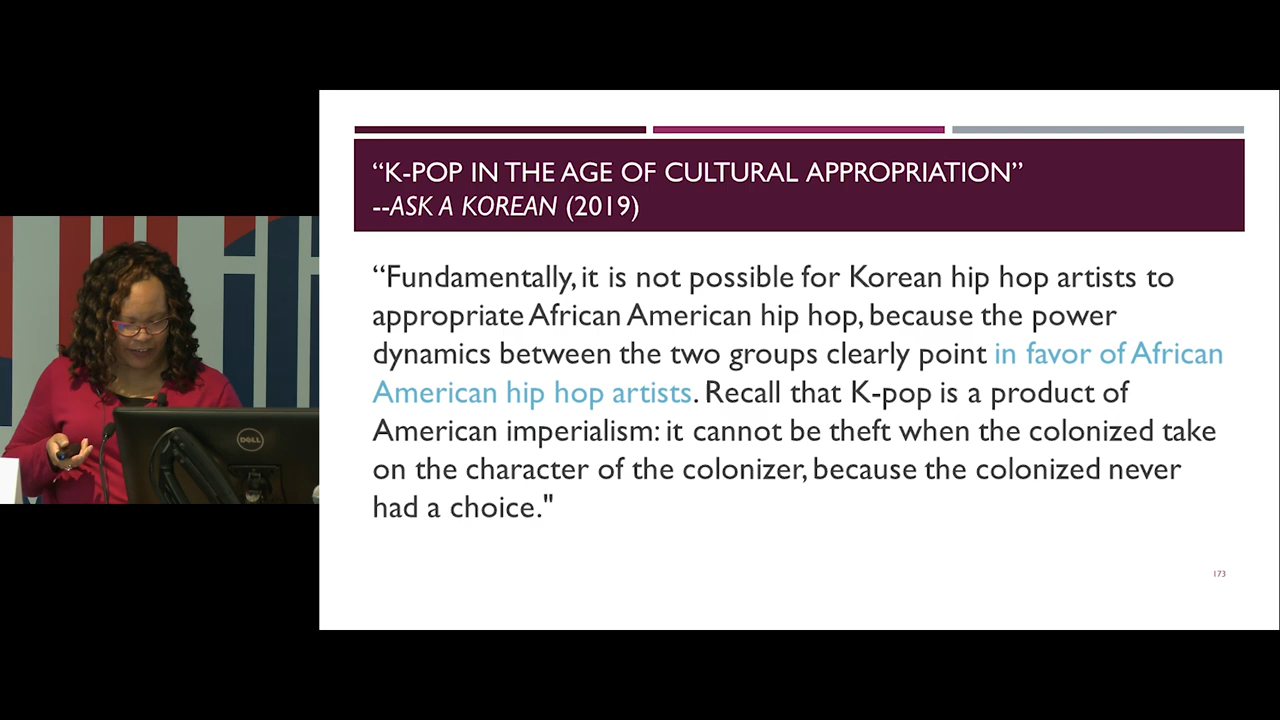 “K-POP IN THE AGE OF CULTURAL APPROPRIATION”
--ASK A KOREAN (2019)
“Fundamentally, it is not possible for Korean hip hop artists to
appropriate African American hip hop, because the power
dynamics between the two groups clearly point in favor of African
American hip hop artists. Recall that K-pop is a product of
American imperialism: it cannot be theft when the colonized take
on the character of the colonizer, because the colonized never
had a choice."
173
DELL